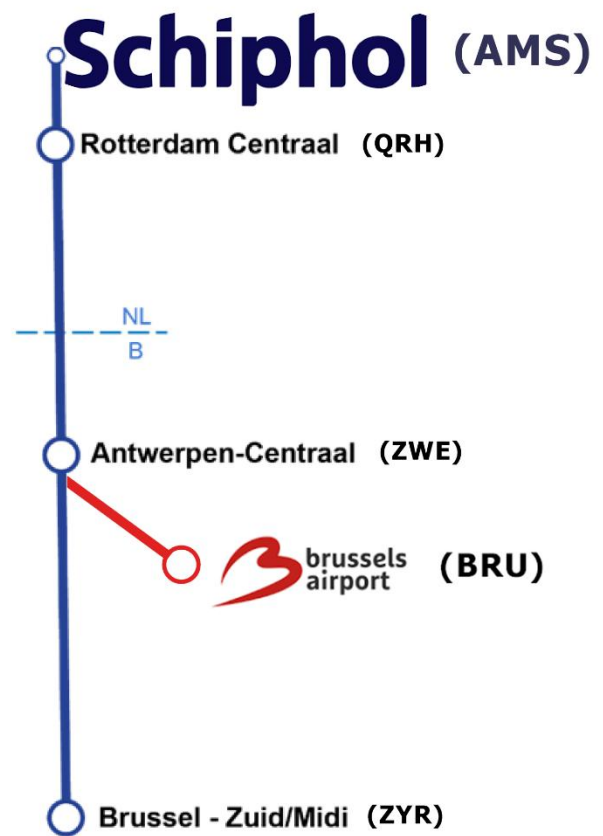 Schiphol (AMS)
Rotterdam Centraal (QRH)
NL
B
Antwerpen-Centraal (ZWE)
brussels
airport (BRU)
Brussel - Zuid/Midi (ZYR)